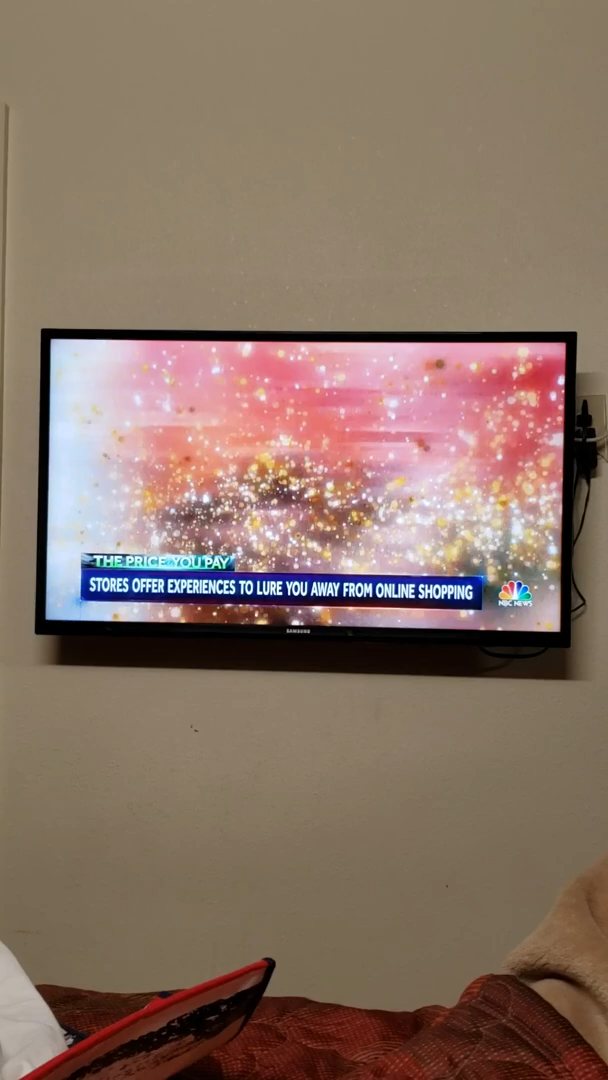 THE PRICE YOU PAY
STORES OFFER EXPERIENCES TO LURE YOU AWAY FROM ONLINE SHOPPING
NBC NEWS
SAMSUNG